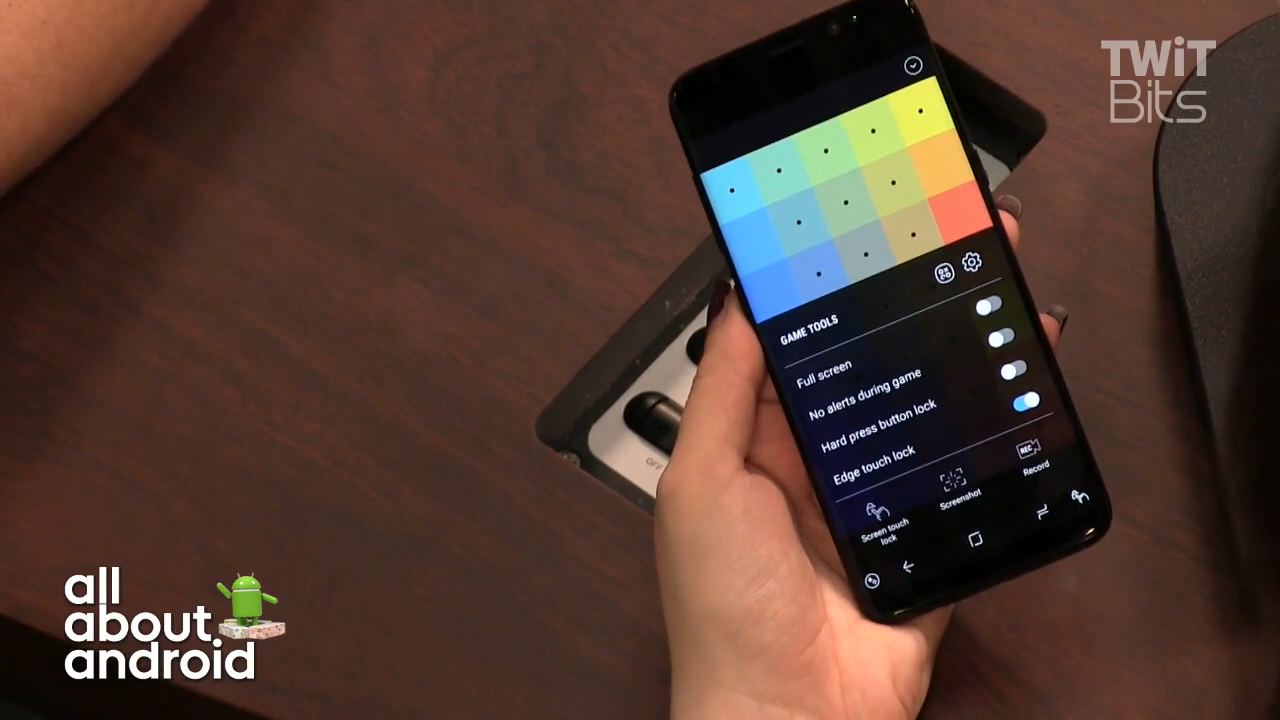 TWiT
Bits
GAME TOOLS
Full screen
No alerts during game
Hard press button lock
Edge touch lock
REC
Screen touch
lock
Screenshot
Record
OFF
all
about
android